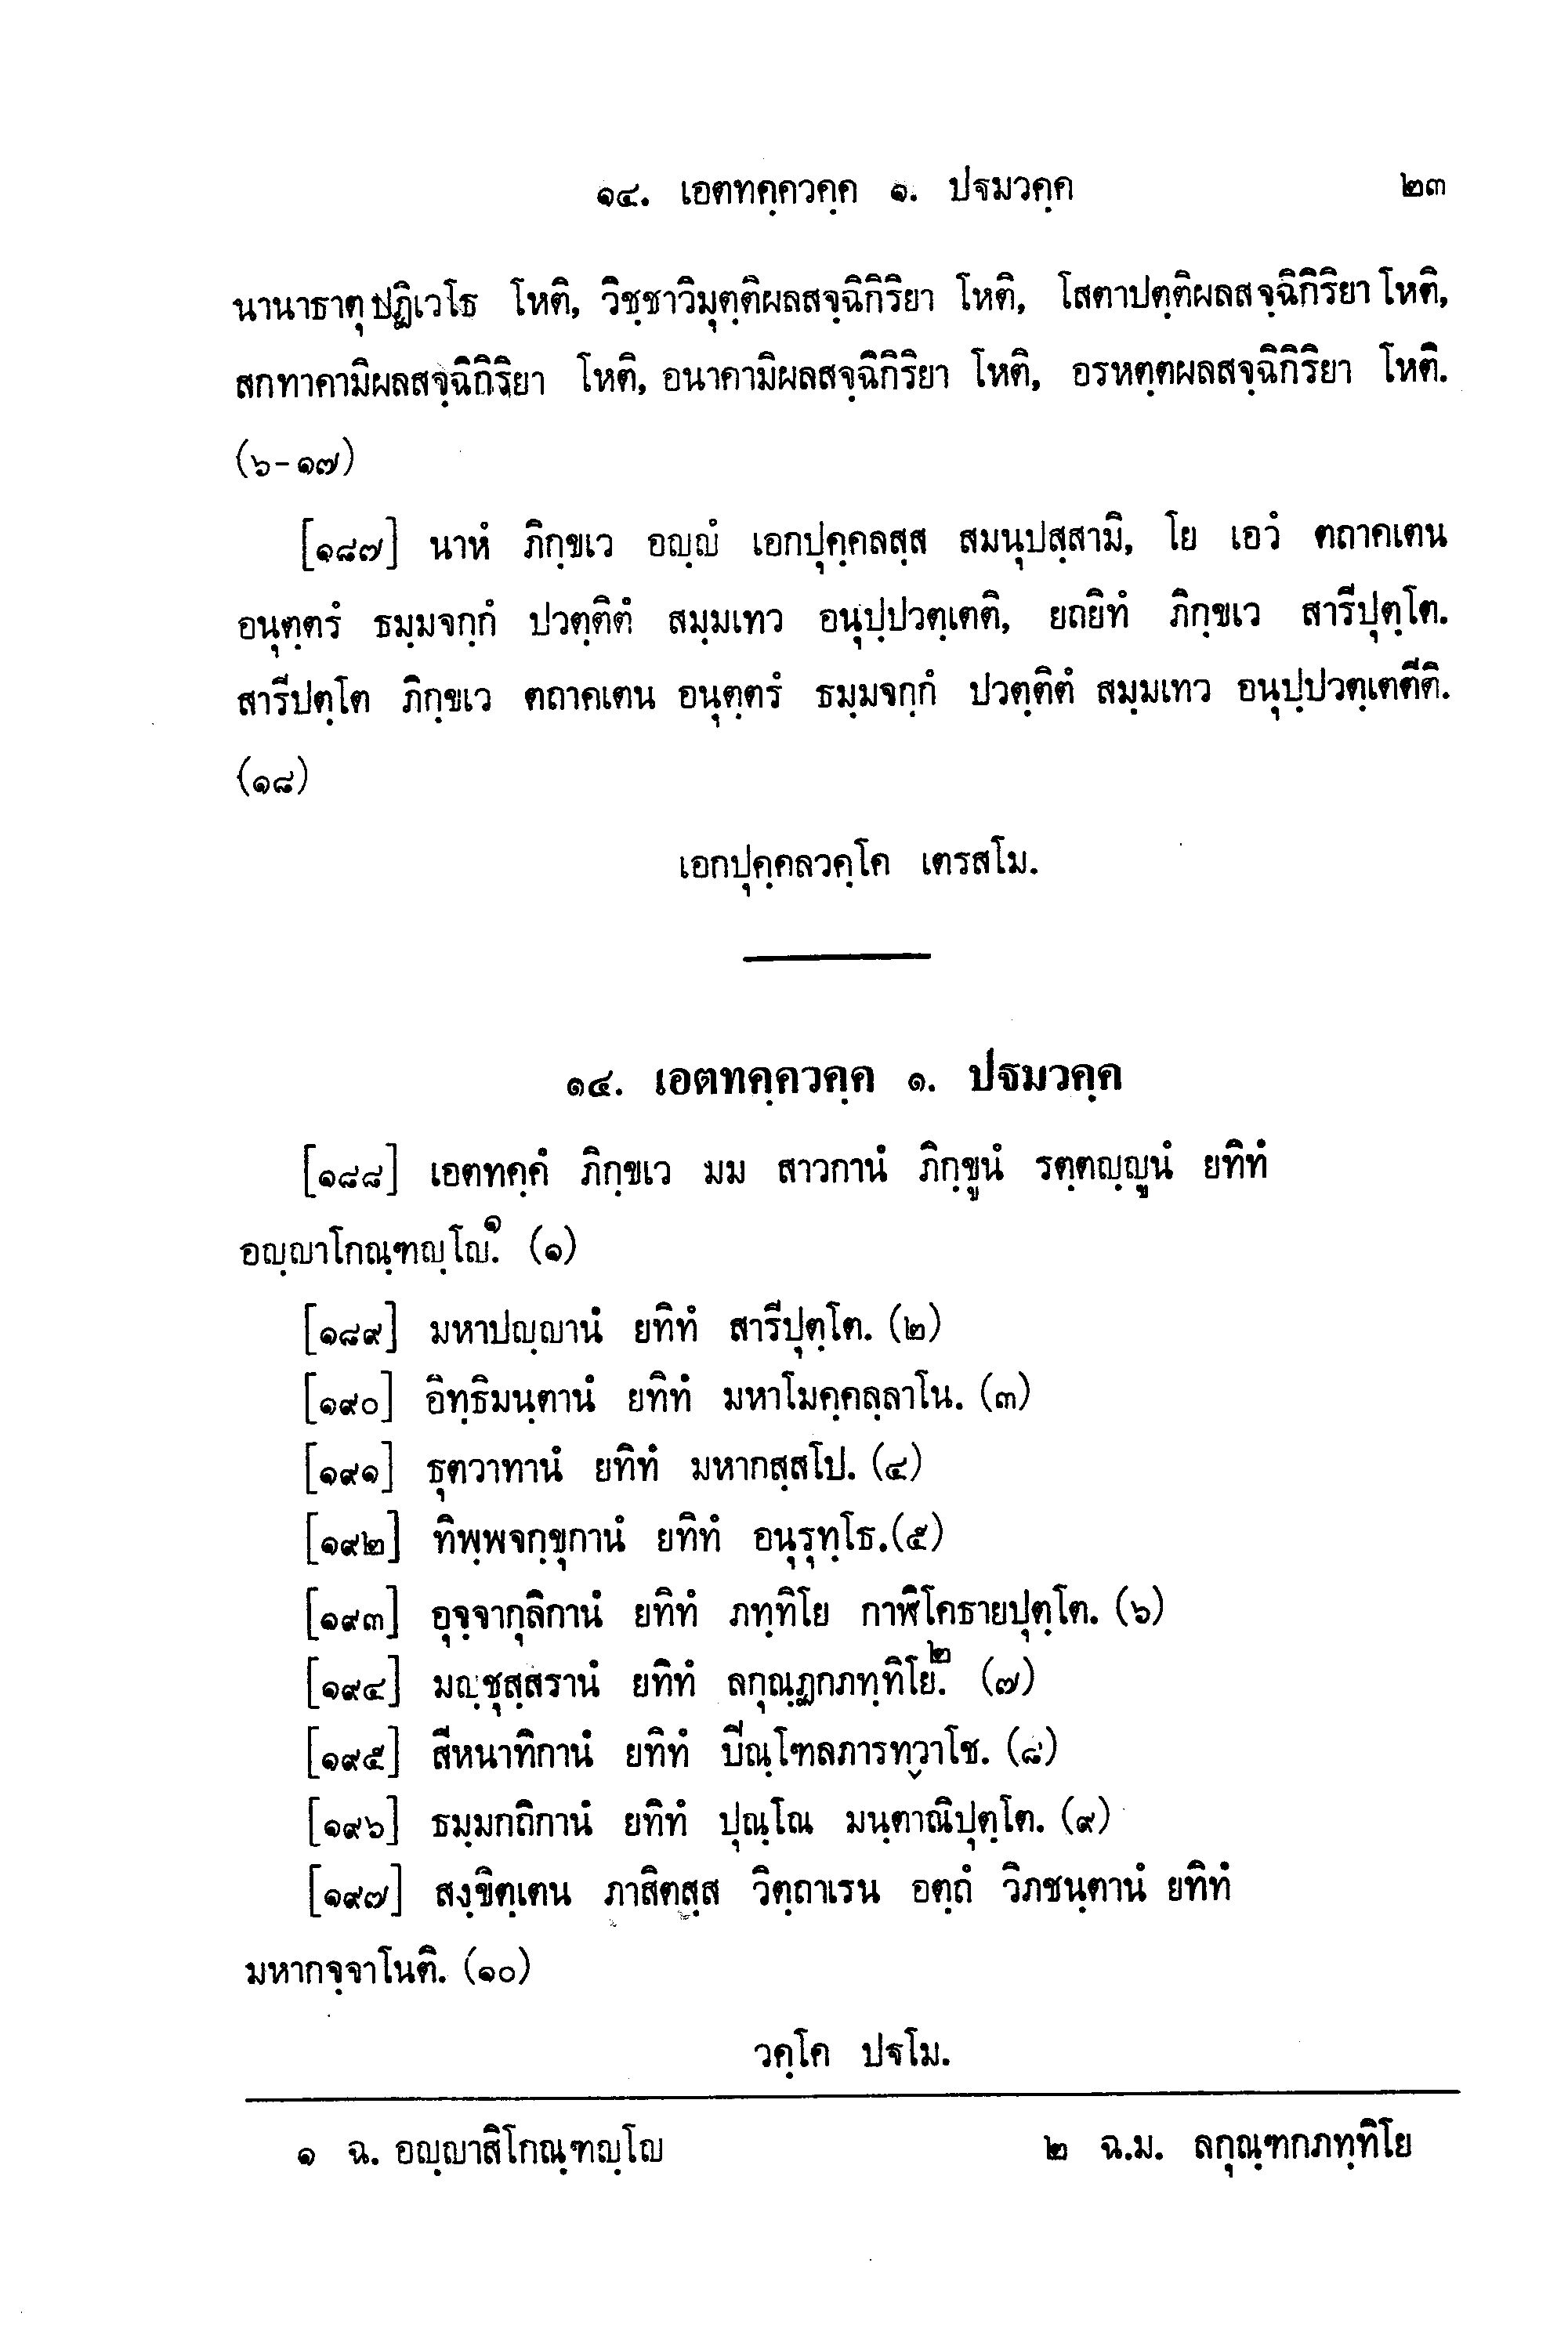 ๑๔. เอตทคฺควคฺค ๑. ปฐมวคฺค ๒๓
นานาธาตุปฏิเวโธ โหติ, วิชฺชาวิมุตฺติผลสจฺฉิกิริยา โหติ, โสตาปตฺติผลสจฺฉิกิริยา โหติ,
สกทาคามิผลสจฺฉิกิริยา โหติ, อนาคามิผลสจฺฉิกิริยา โหติ, อรหตฺตผลสจฺฉิกิริยา โหติ.
(๖-๑๗)
[๑๘๗] นาหํ ภิกฺขเว อญฺญํ เอกปุคฺคลสฺส สมนุปสฺสามิ, โย เอวํ ตถาคเตน
อนุตฺตรํ ธมฺมจกฺกํ ปวตฺติตํ สมฺมเทว อนุปฺปวตฺเตติ, ยถยิทํ ภิกฺขเว สารีปุตฺโต.
สารีปตฺโต ภิกฺขเว ตถาคเตน อนุตฺตรํ ธมฺมจกฺกํ ปวตฺติตํ สมฺมเทว อนุปฺปวตฺเตตีติ.
(๑๘)
เอกปุคฺคลวคฺโค เตรสโม.
๑๔. เอตทคฺควคฺค ๑. ปฐมวคฺค
[๑๘๘] เอตทคฺคํ ภิกฺขเว มม สาวกานํ ภิกฺขูนํ รตฺตญฺญูนํ ยทิทํ
อญฺญาโกณฺฑญฺโญ.๑ (๑)
[๑๘๙] มหาปญฺญานํ ยทิทํ สารีปุตฺโต. (๒)
[๑๙๐] อิทฺธิมนฺตานํ ยทิทํ มหาโมคฺคลฺลาโน. (๓)
[๑๙๑] ธุตวาทานํ ยทิทํ มหากสฺสโป. (๔)
[๑๙๒] ทิพฺพจกฺขุกานํ ยทิทํ อนุรุทฺโธ.(๕)
[๑๙๓] อุจฺจากุลิกานํ ยทิทํ ภทฺทิโย กาฬิโคธายปุตฺโต. (๖)
[๑๙๔] มญฺชุสฺสรานํ ยทิทํ ลกุณฺฏกภทฺทิโย.๒ (๗)
[๑๙๕] สีหนาทิกานํ ยทิทํ ปิณฺโฑลภารทฺวาโช. (๘)
[๑๙๖] ธมฺมกถิกานํ ยทิทํ ปุณฺโณ มนฺตาณิปุตฺโต. (๙)
[๑๙๗] สงฺขิตฺเตน ภาสิตสฺส วิตฺถาเรน อตฺถํ วิภชนฺตานํ ยทิทํ
มหากจฺจาโนติ. (๑๐)
วคฺโค ปฐโม.
๑ ฉ. อญฺญาสิโกณฺฑญฺโญ ๒ ฉ.ม. ลกุณฺฑกภทฺทิโย